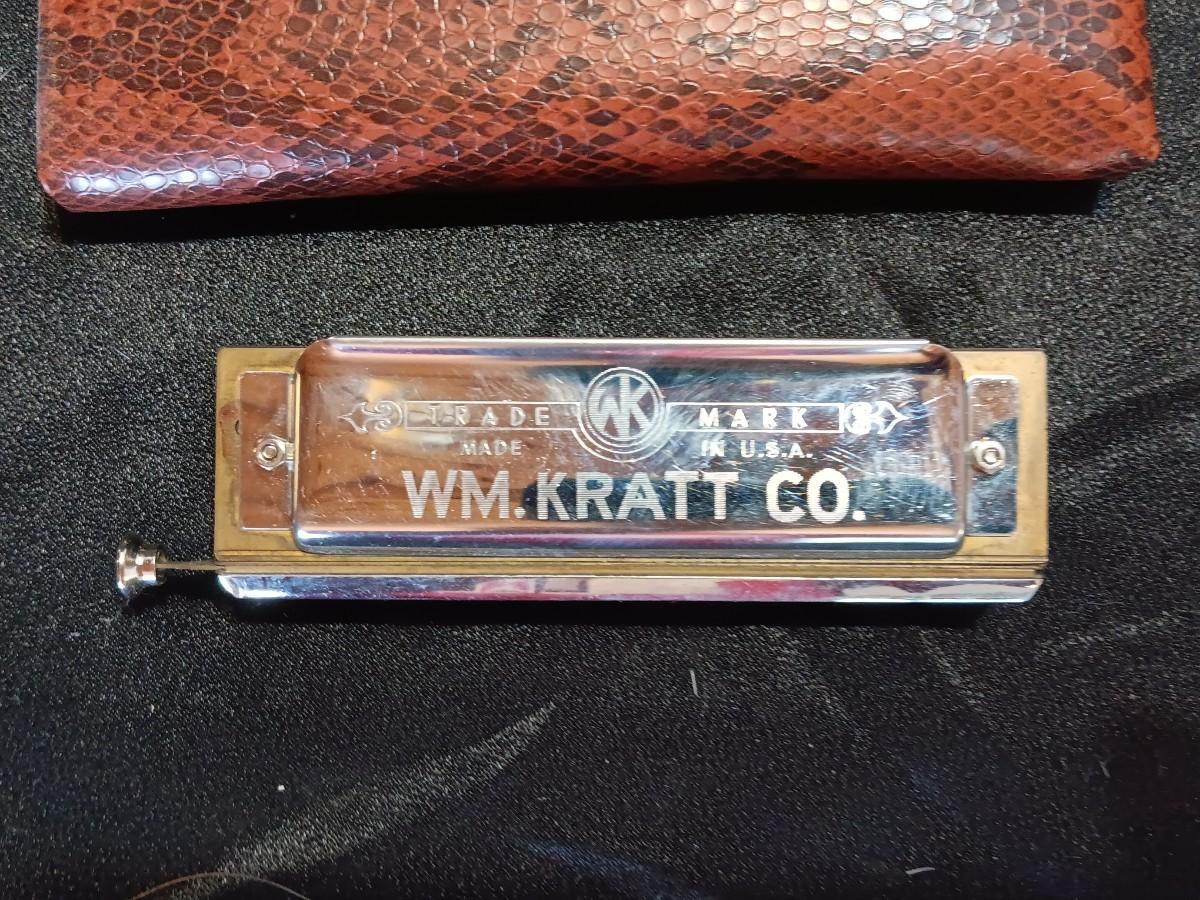 TRADE WK MARK
MADE IN U.S.A.
WM. KRATT CO.